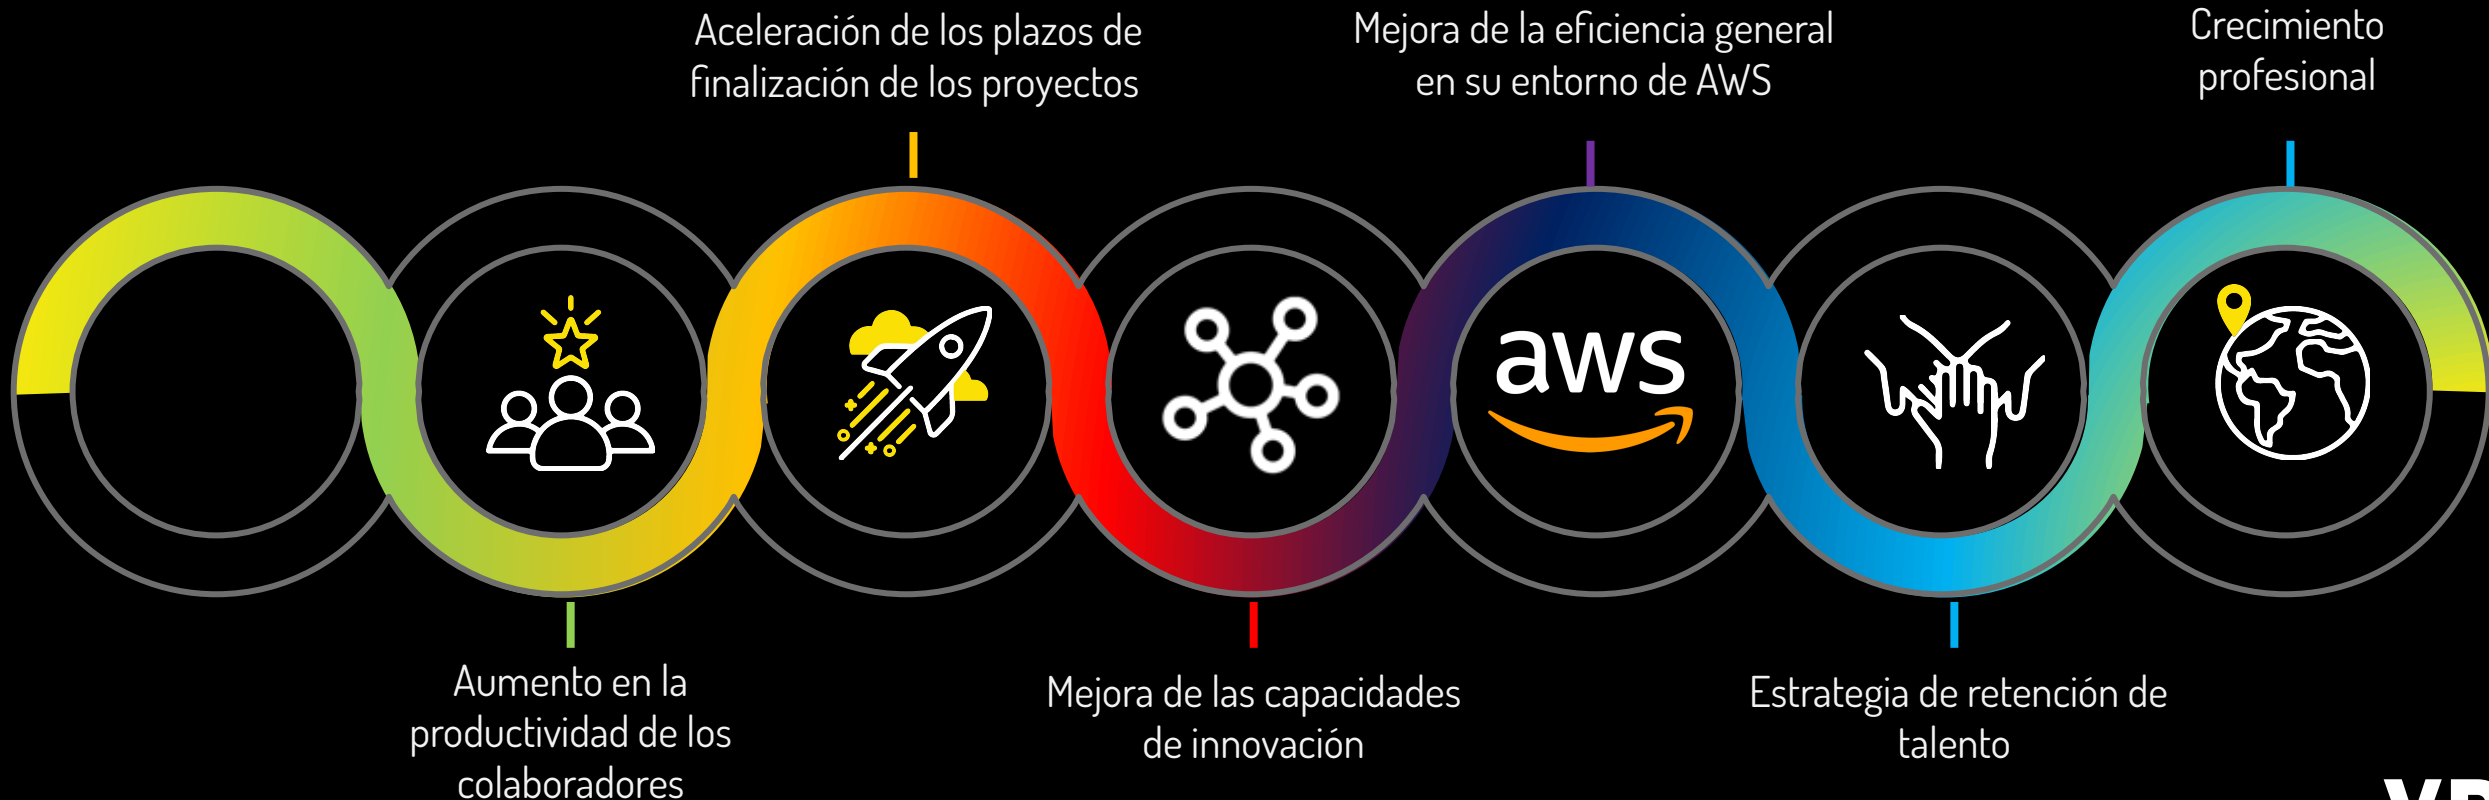 Aceleración de los plazos de
finalización de los proyectos
Mejora de la eficiencia general
en su entorno de AWS
Crecimiento
profesional
aws
Aumento en la
productividad de los
colaboradores
Mejora de las capacidades
de innovación
Estrategia de retención de
talento